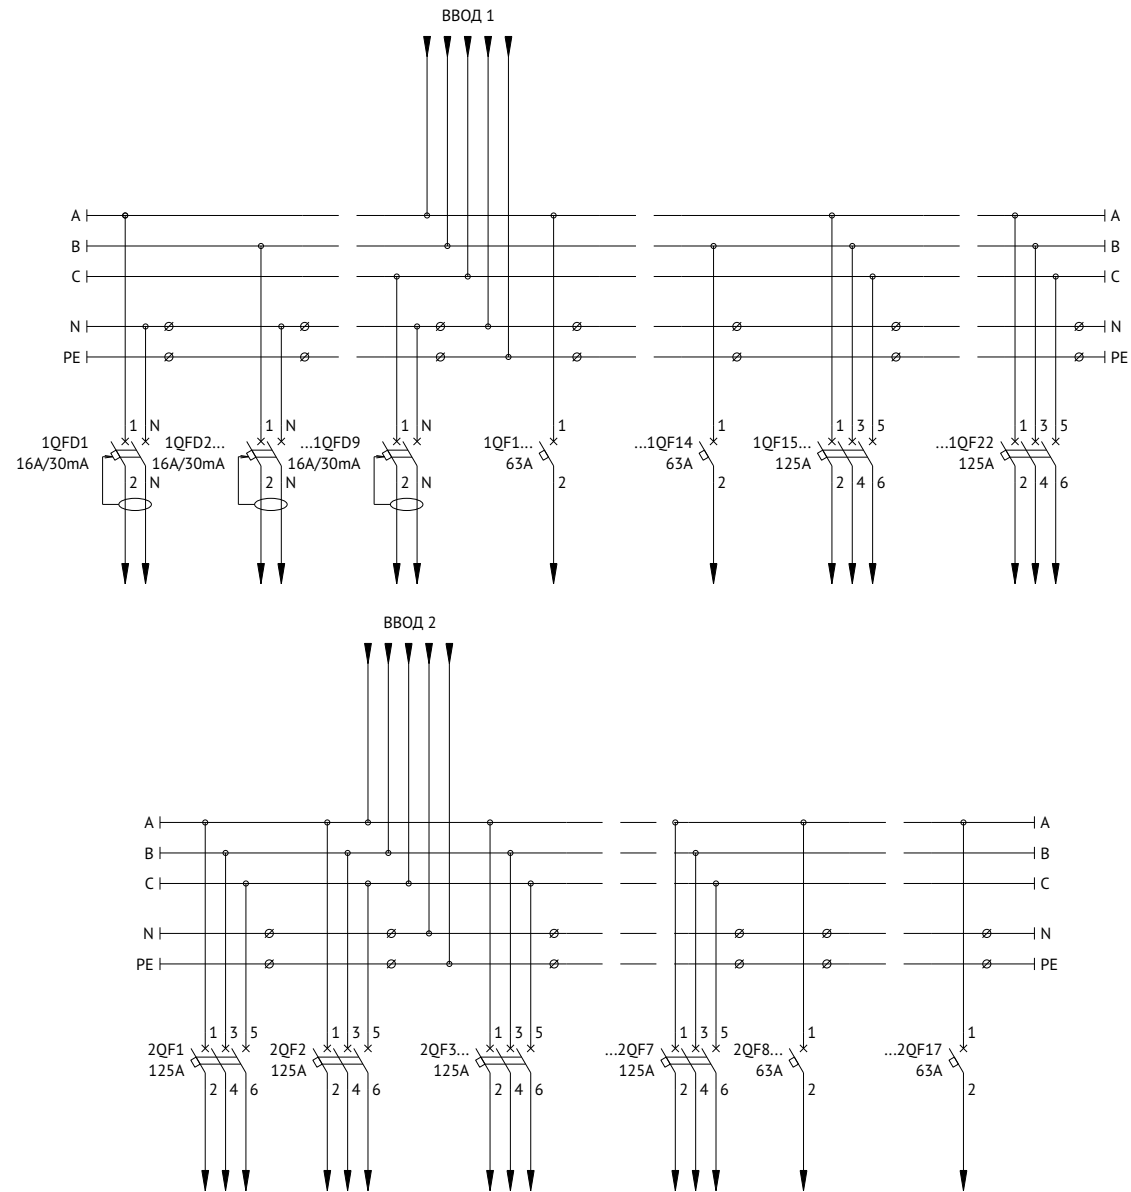 ВВОД 1
A A
B B
C C
N N
PE PE
1 N 1 N 1 N 1 1 1 3 5 1 3 5
1QFD1 1QFD2... ...1QFD9 1QF1... ...1QF14 1QF15... ...1QF22
16A/30mA 16A/30mA 16A/30mA 63A 63A 125A 125A
2 N 2 N 2 N 2 2 2 4 6 2 4 6
ВВОД 2
A A
B B
C C
N N
PE PE
1 3 5 1 3 5 1 3 5 1 3 5 1 1
2QF1 2QF2 2QF3... ...2QF7 2QF8... ...2QF17
125A 125A 125A 125A 63A 63A
2 4 6 2 4 6 2 4 6 2 4 6 2 2